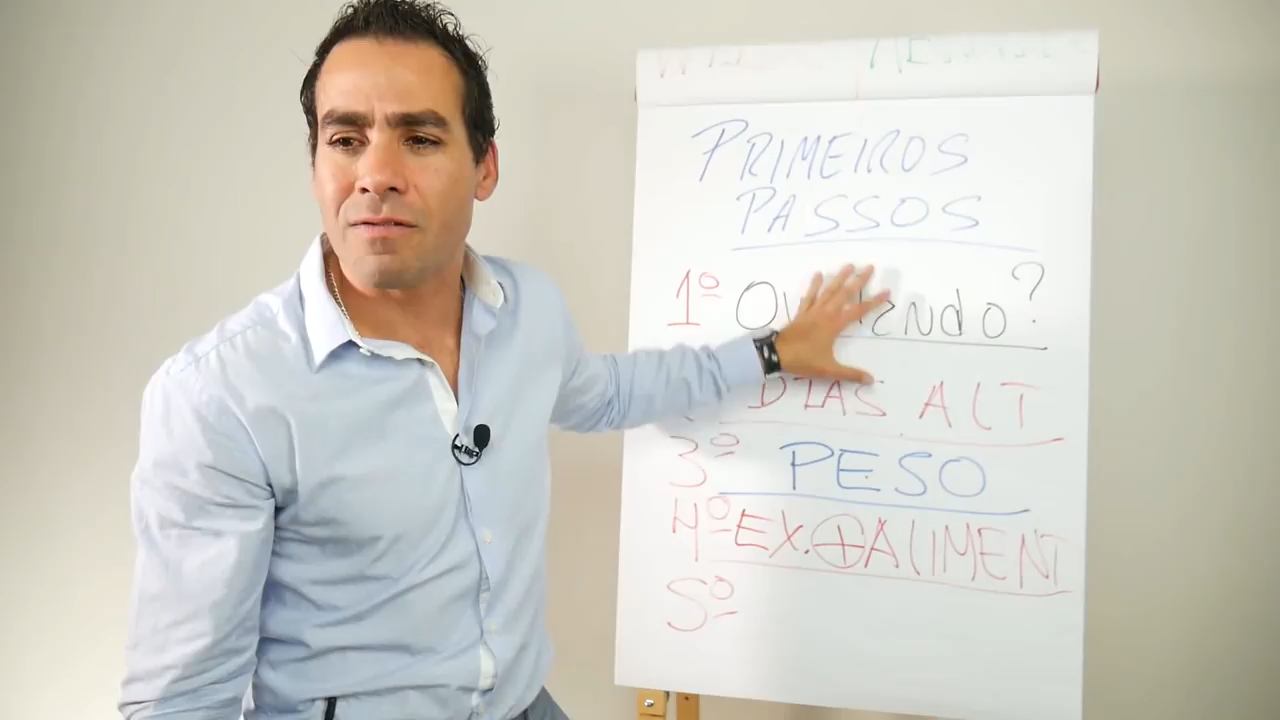 PRIMEIROS
PASSOS
1º ?
DIAS ALT
3º PESO
4º EX. + ALIMENT
5º